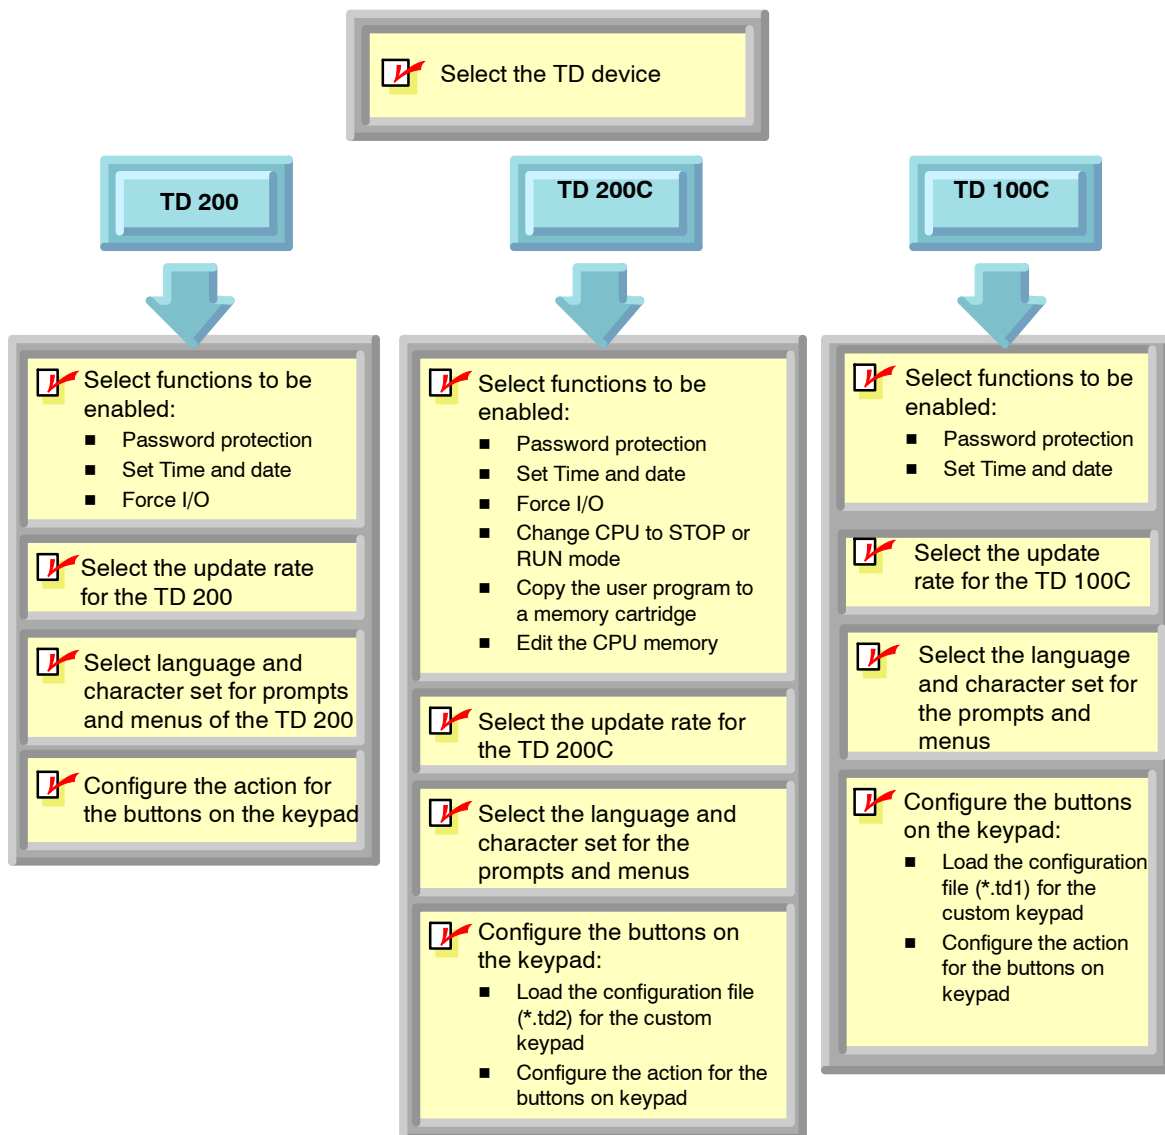 Select the TD device
TD 200
Select functions to be
enabled:
■ Password protection
■ Set Time and date
■ Force I/O
Select the update rate
for the TD 200
Select language and
character set for prompts
and menus of the TD 200
Configure the action for
the buttons on the keypad
TD 200C
Select functions to be
enabled:
■ Password protection
■ Set Time and date
■ Force I/O
■ Change CPU to STOP or
RUN mode
■ Copy the user program to
a memory cartridge
■ Edit the CPU memory
Select the update rate for
the TD 200C
Select the language and
character set for the
prompts and menus
Configure the buttons on
the keypad:
■ Load the configuration file
(*.td2) for the custom
keypad
■ Configure the action for the
buttons on keypad
TD 100C
Select functions to be
enabled:
■ Password protection
■ Set Time and date
Select the update
rate for the TD 100C
Select the language
and character set for
the prompts and
menus
Configure the buttons
on the keypad:
■ Load the configuration
file (*.td1) for the
custom keypad
■ Configure the action
for the buttons on
keypad